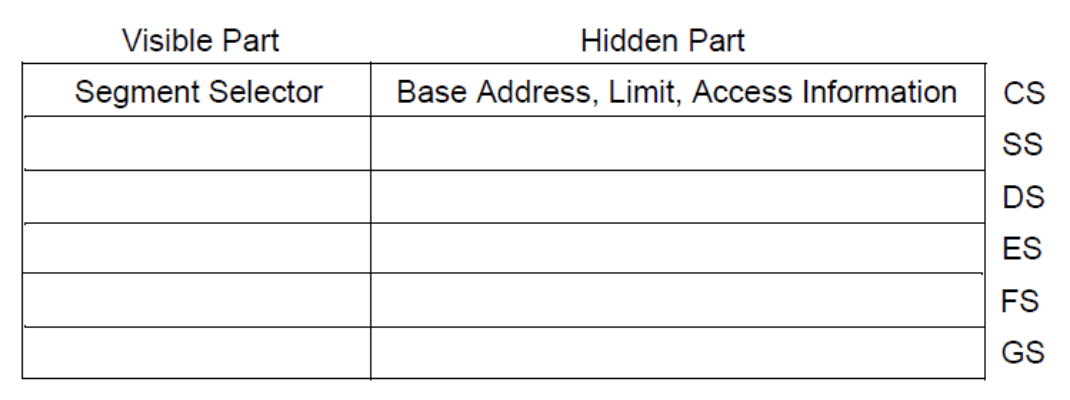 Visible Part Hidden Part
Segment Selector Base Address, Limit, Access Information CS
SS
DS
ES
FS
GS